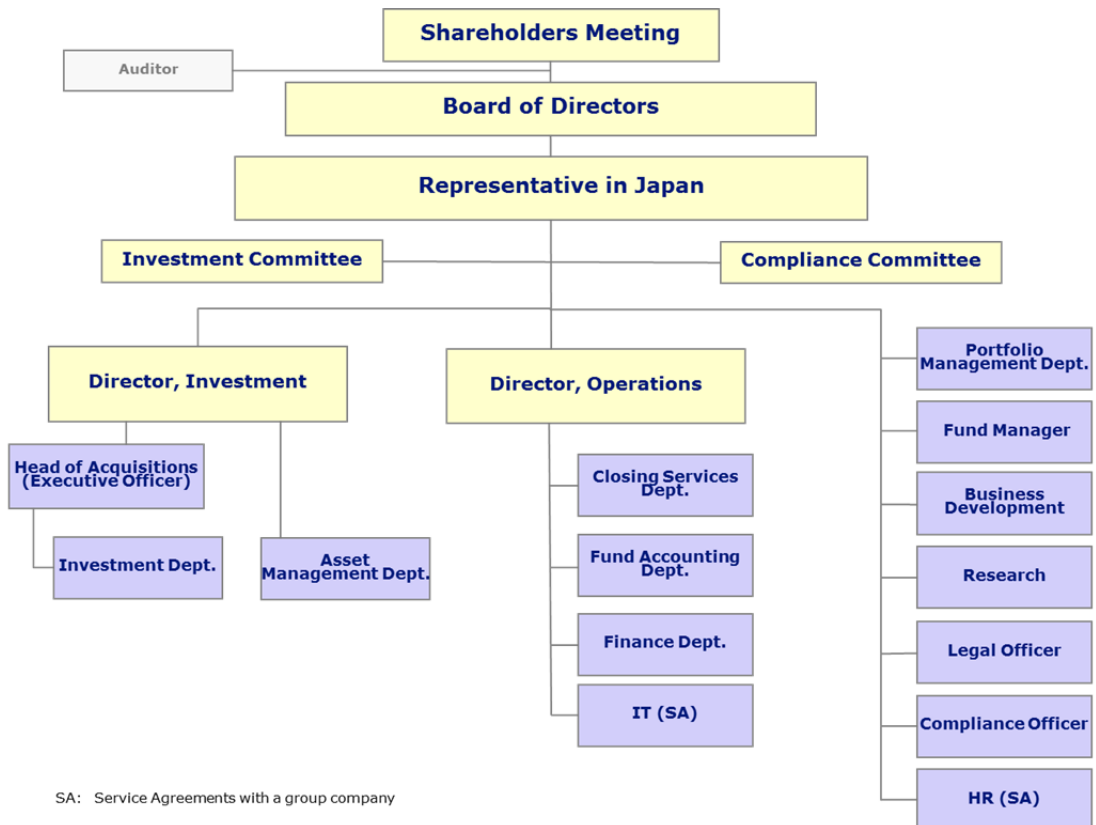 Shareholders Meeting
Auditor
Board of Directors
Representative in Japan
Investment Committee
Compliance Committee
Director, Investment
Head of Acquisitions
(Executive Officer)
Investment Dept.
Asset
Management Dept.
Director, Operations
Closing Services
Dept.
Fund Accounting
Dept.
Finance Dept.
IT (SA)
Portfolio
Management Dept.
Fund Manager
Business
Development
Research
Legal Officer
Compliance Officer
HR (SA)
SA: Service Agreements with a group company